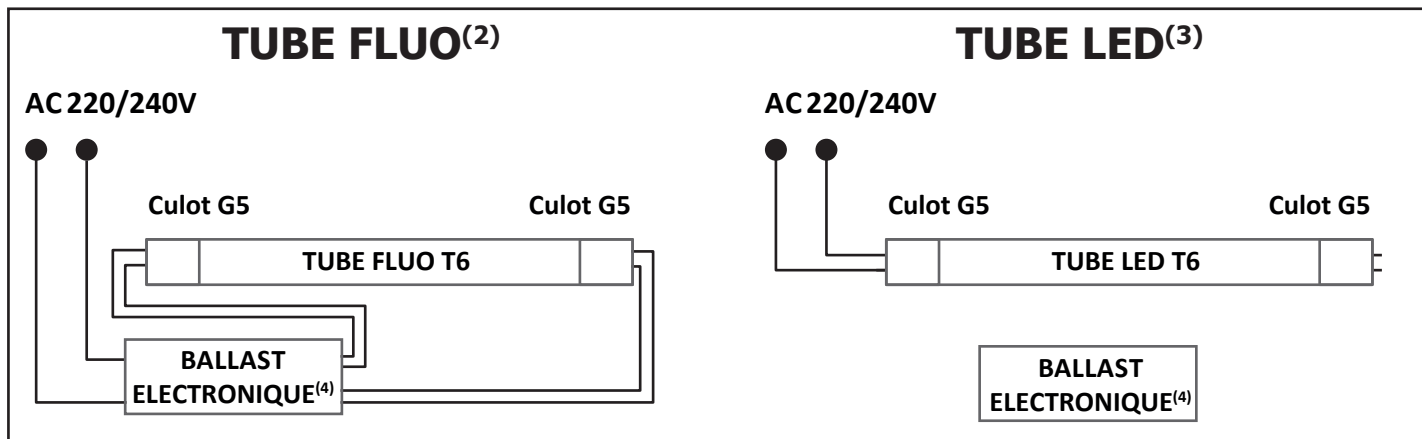 TUBE FLUO(2)
AC 220/240V
Culot G5
Culot G5
TUBE FLUO T6
BALLAST
ELECTRONIQUE(4)
TUBE LED(3)
AC 220/240V
Culot G5
Culot G5
TUBE LED T6
BALLAST
ELECTRONIQUE(4)